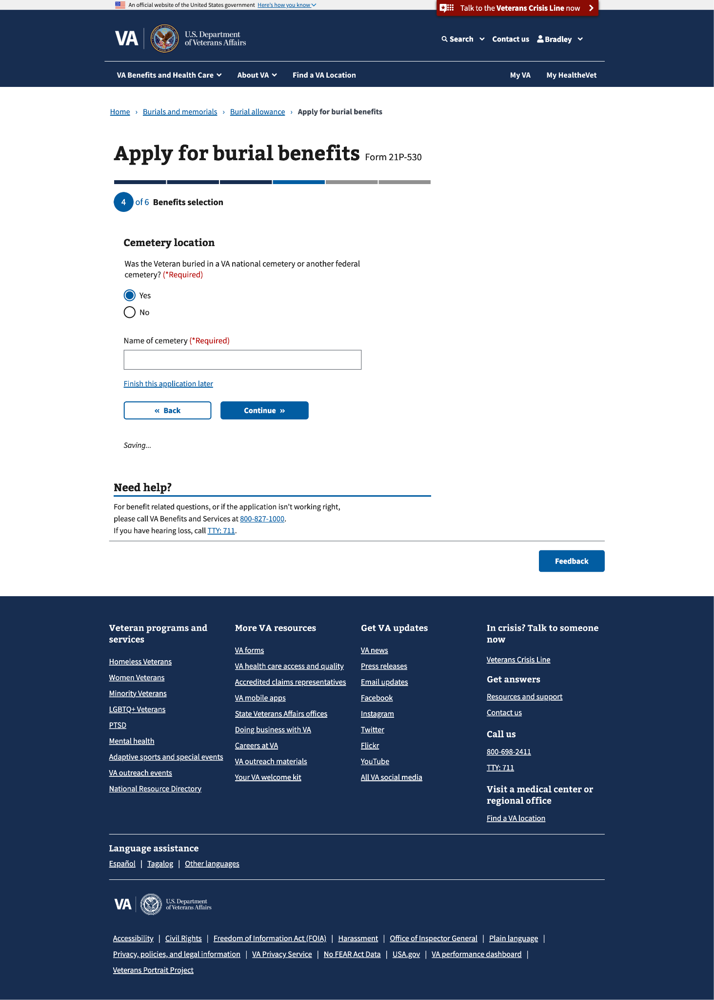 An official website of the United States government Here's how you know
Talk to the Veterans Crisis Line now
VA
U.S. Department
of Veterans Affairs
Search
Contact us
Bradley
VA Benefits and Health Care
About VA
Find a VA Location
My VA
My HealtheVet
Home › Burials and memorials › Burial allowance › Apply for burial benefits
Apply for burial benefits Form 21P-530
4 of 6 Benefits selection
Cemetery location
Was the Veteran buried in a VA national cemetery or another federal
cemetery? (*Required)
Yes
No
Name of cemetery (*Required)
Finish this application later
« Back
Continue »
Saving...
Need help?
For benefit related questions, or if the application isn't working right,
please call VA Benefits and Services at 800-827-1000.
If you have hearing loss, call TTY: 711.
Feedback
Veteran programs and
services
Homeless Veterans
Women Veterans
Minority Veterans
LGBTQ+ Veterans
PTSD
Mental health
Adaptive sports and special events
VA outreach events
National Resource Directory
More VA resources
VA forms
VA health care access and quality
Accredited claims representatives
VA mobile apps
State Veterans Affairs offices
Doing business with VA
Careers at VA
VA outreach materials
Your VA welcome kit
Get VA updates
VA news
Press releases
Email updates
Facebook
Instagram
Twitter
Flickr
YouTube
All VA social media
In crisis? Talk to someone
now
Veterans Crisis Line
Get answers
Resources and support
Contact us
Call us
800-698-2411
TTY: 711
Visit a medical center or
regional office
Find a VA location
Language assistance
Español | Tagalog | Other languages
VA
U.S. Department
of Veterans Affairs
Accessibility | Civil Rights | Freedom of Information Act (FOIA) | Harassment | Office of Inspector General | Plain language |
Privacy, policies, and legal information | VA Privacy Service | No FEAR Act Data | USA.gov | VA performance dashboard |
Veterans Portrait Project